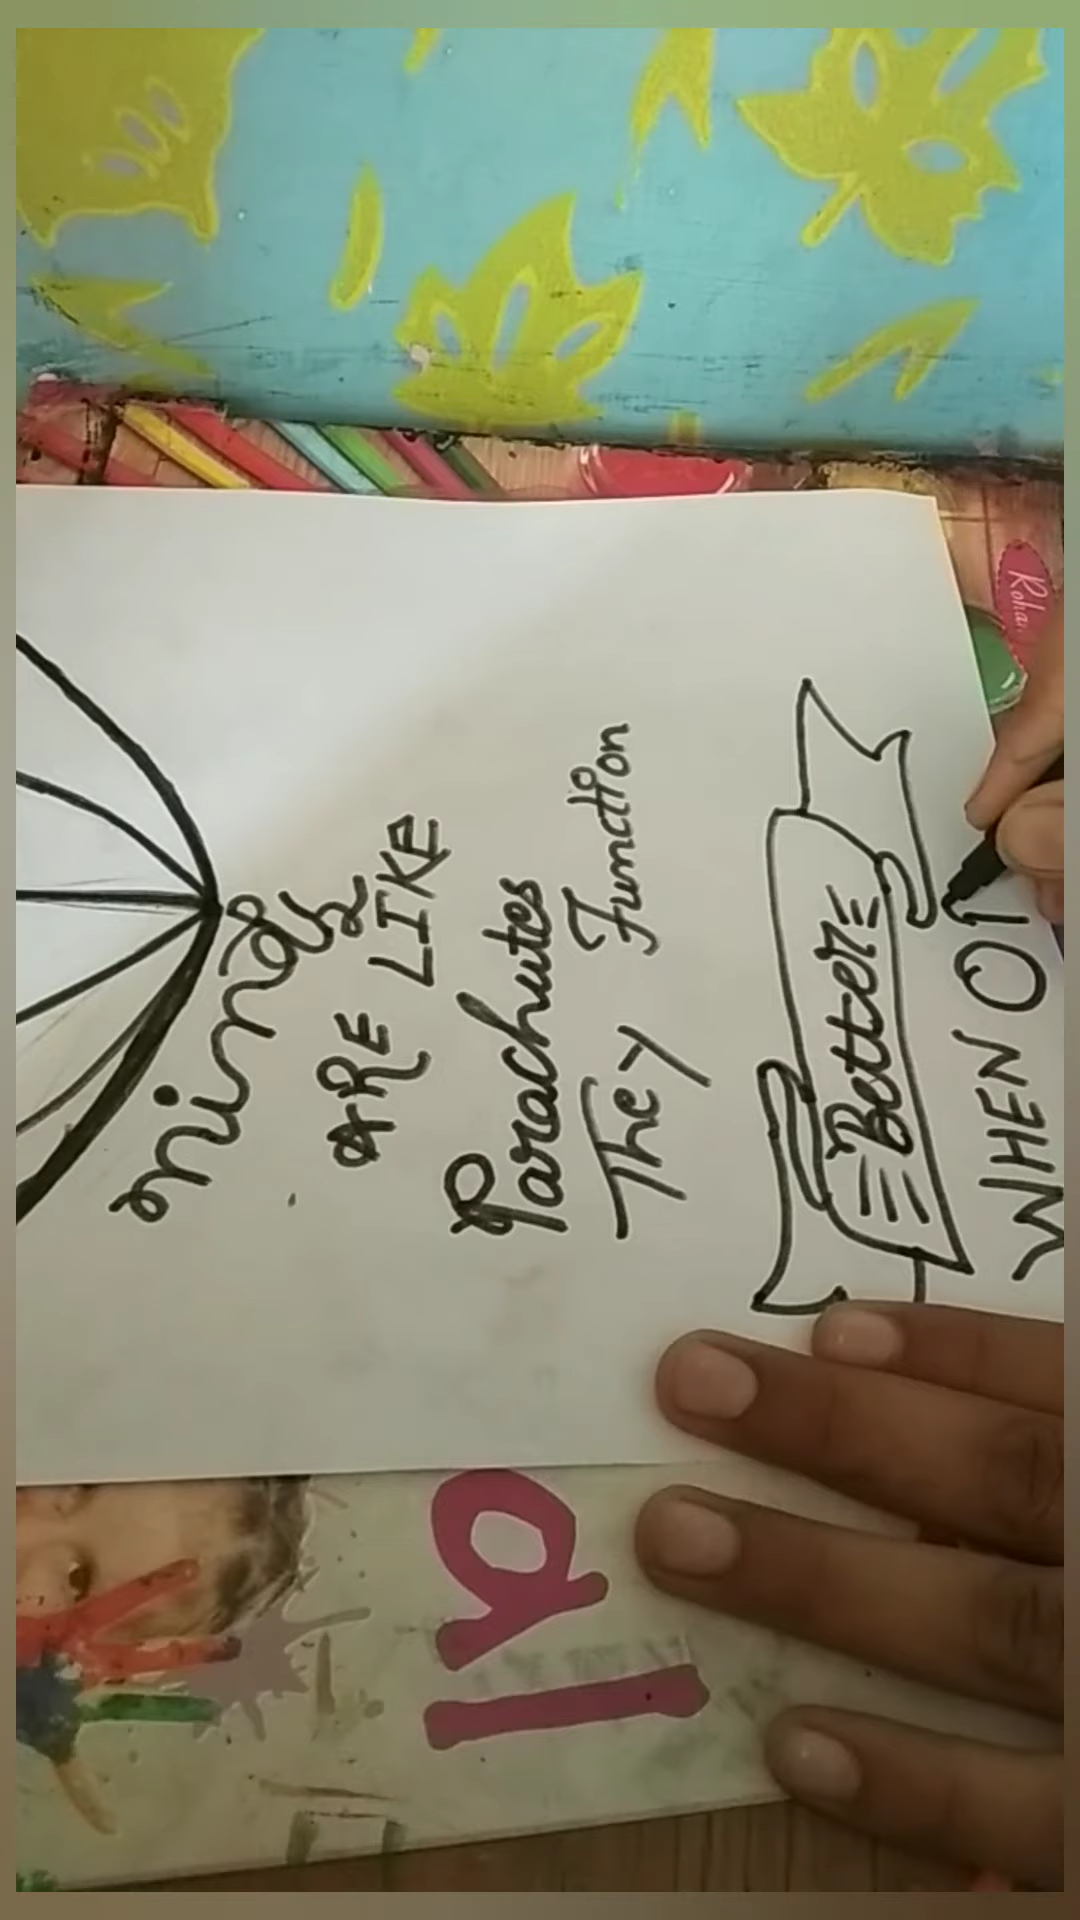 minds
ARE LIKE
Parachutes
They Function
Better
WHEN